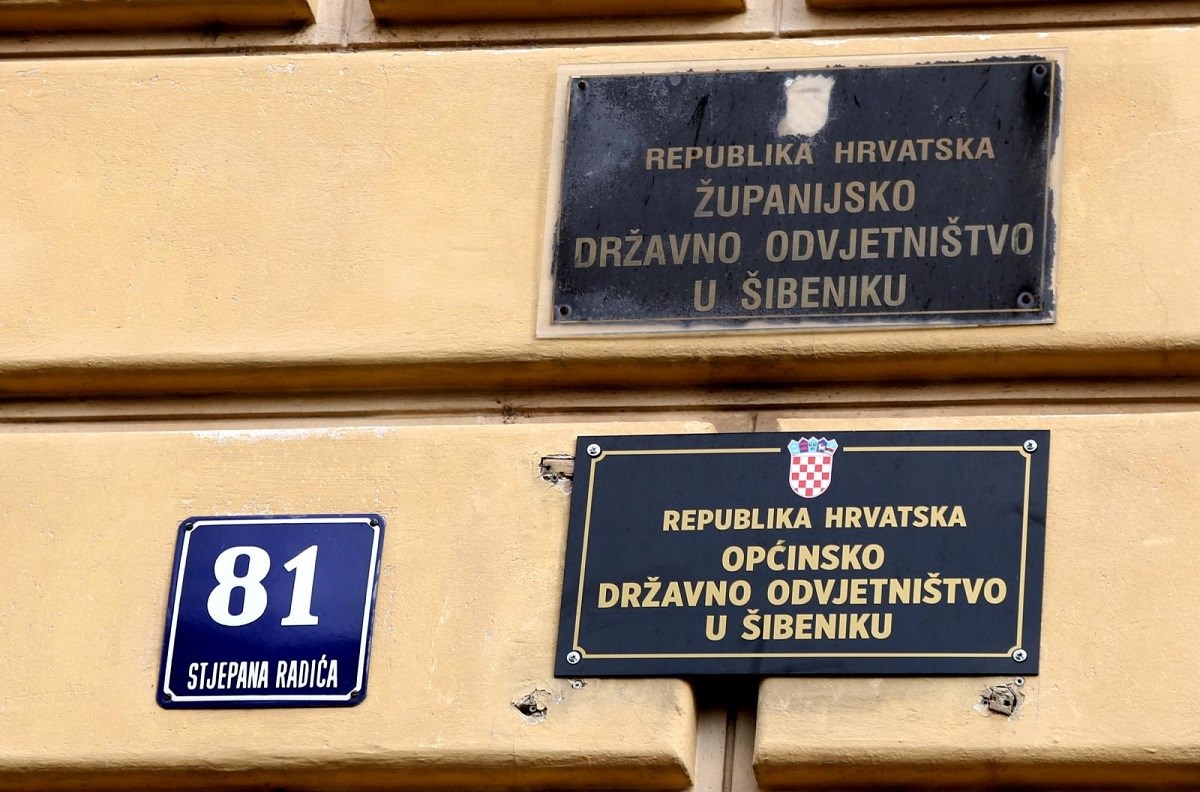 REPUBLIKA HRVATSKA
ŽUPANIJSKO
DRŽAVNO ODVJETNIŠTVO
U ŠIBENIKU
REPUBLIKA HRVATSKA
OPĆINSKO
DRŽAVNO ODVJETNIŠTVO
U ŠIBENIKU
81
STJEPANA RADIĆA